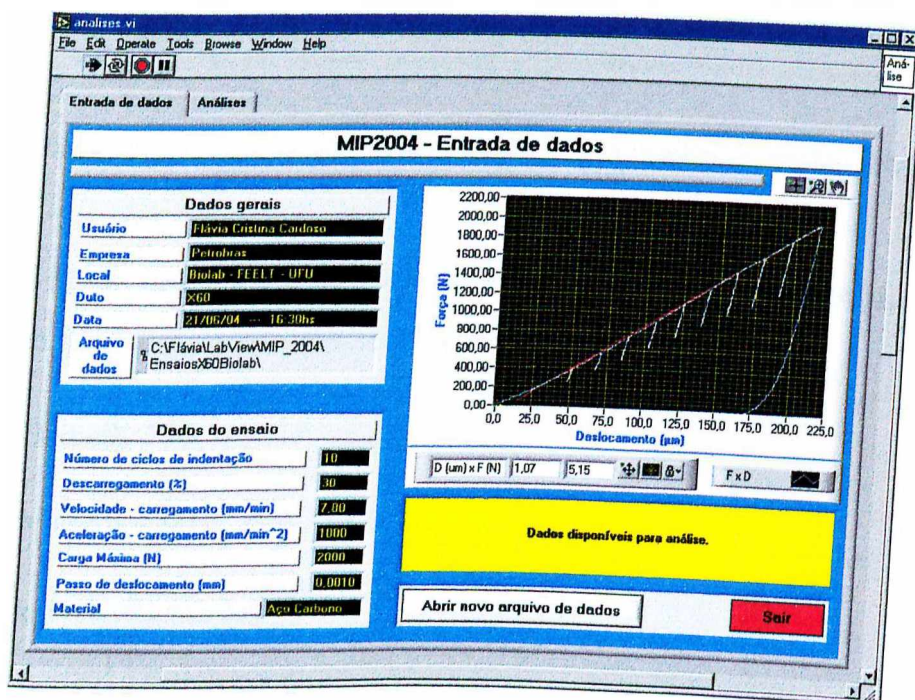 analises.vi
File Edit Operate Tools Browse Window Help
Aná-
lise
Entrada de dados Análises
MIP2004 - Entrada de dados
Dados gerais
Usuário Flávia Cristina Cardoso
Empresa Petrobras
Local Biolab - FEELT - UFU
Duto X60
Data 21/06/04 --- 16:30hs
Arquivo
de
dados
C:\Flávia\LabView\MIP_2004\
EnsaiosX60Biolab\
Dados do ensaio
Número de ciclos de indentação 10
Descarregamento (%) 30
Velocidade - carregamento (mm/min) 7,00
Aceleração - carregamento (mm/min^2) 1000
Carga Máxima (N) 2000
Passo de deslocamento (mm) 0,0010
Material Aço Carbono
Força (N)
2200,00
2000,00
1800,00
1600,00
1400,00
1200,00
1000,00
800,00
600,00
400,00
200,00
0,00
0,0 25,0 50,0 75,0 100,0 125,0 150,0 175,0 200,0 225,0
Deslocamento (µm)
D (um) x F (N) 1,07 5,15
F x D
Dados disponíveis para análise.
Abrir novo arquivo de dados
Sair